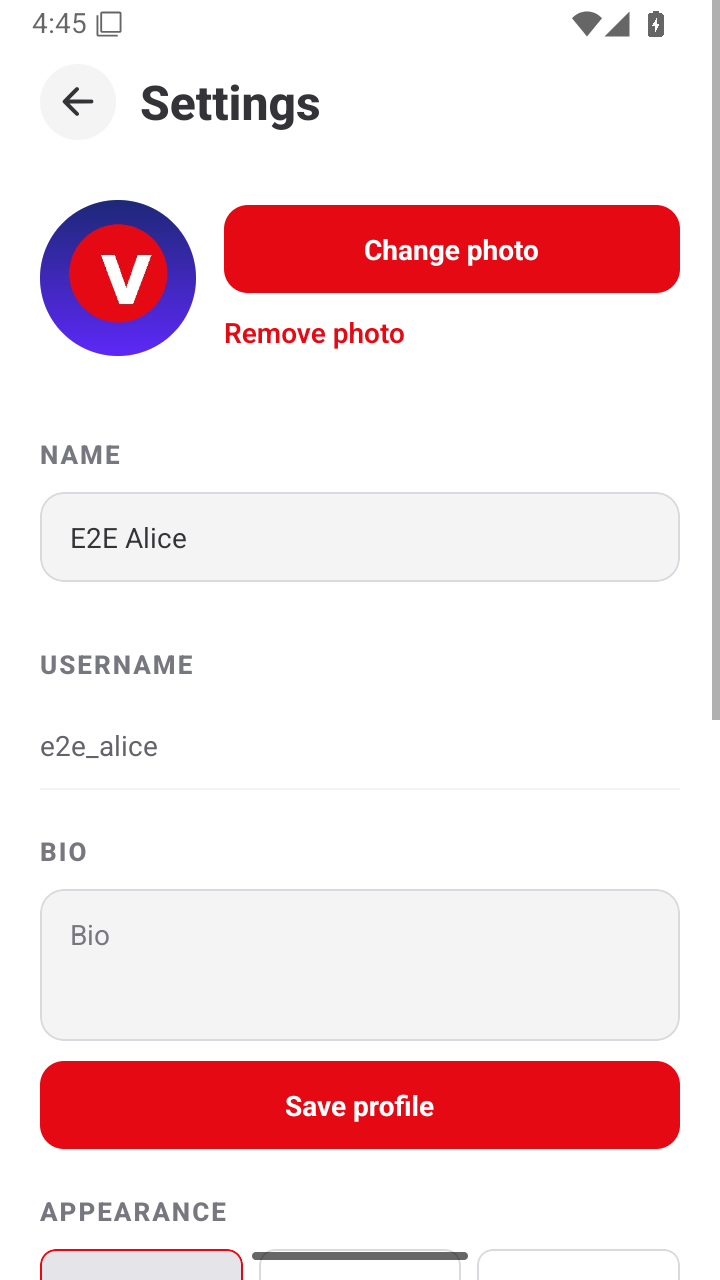 4:45
Settings
V
Change photo
Remove photo
NAME
E2E Alice
USERNAME
e2e_alice
BIO
Bio
Save profile
APPEARANCE